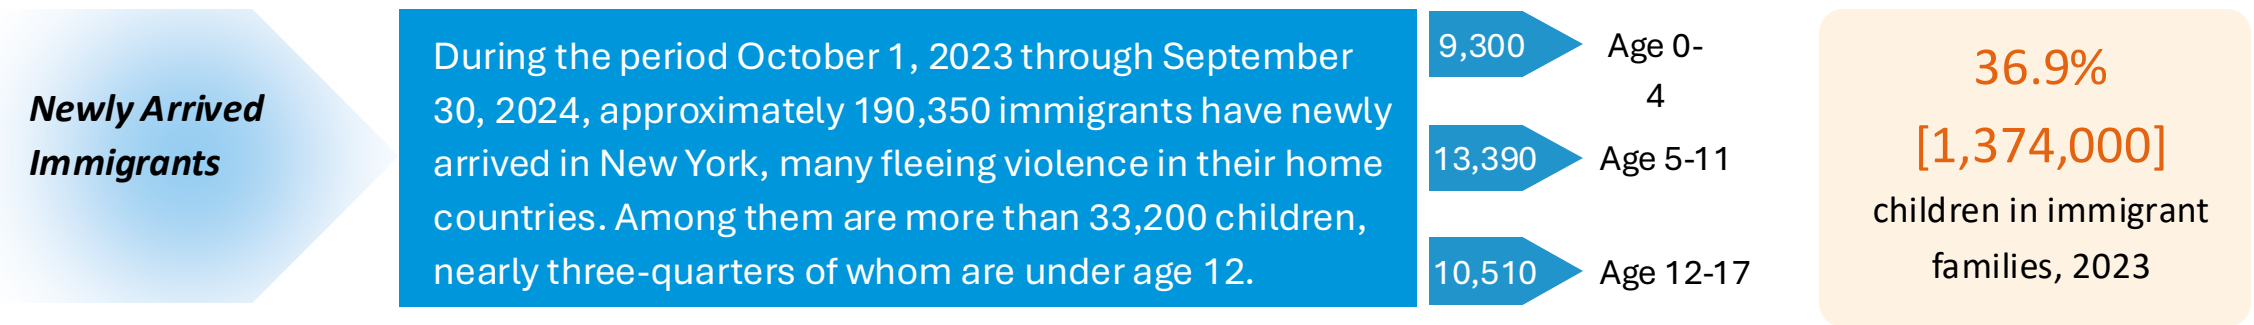 Newly Arrived
Immigrants
During the period October 1, 2023 through September
30, 2024, approximately 190,350 immigrants have newly
arrived in New York, many fleeing violence in their home
countries. Among them are more than 33,200 children,
nearly three-quarters of whom are under age 12.
9,300
Age 0-
4
13,390
Age 5-11
10,510
Age 12-17
36.9%
[1,374,000]
children in immigrant
families, 2023